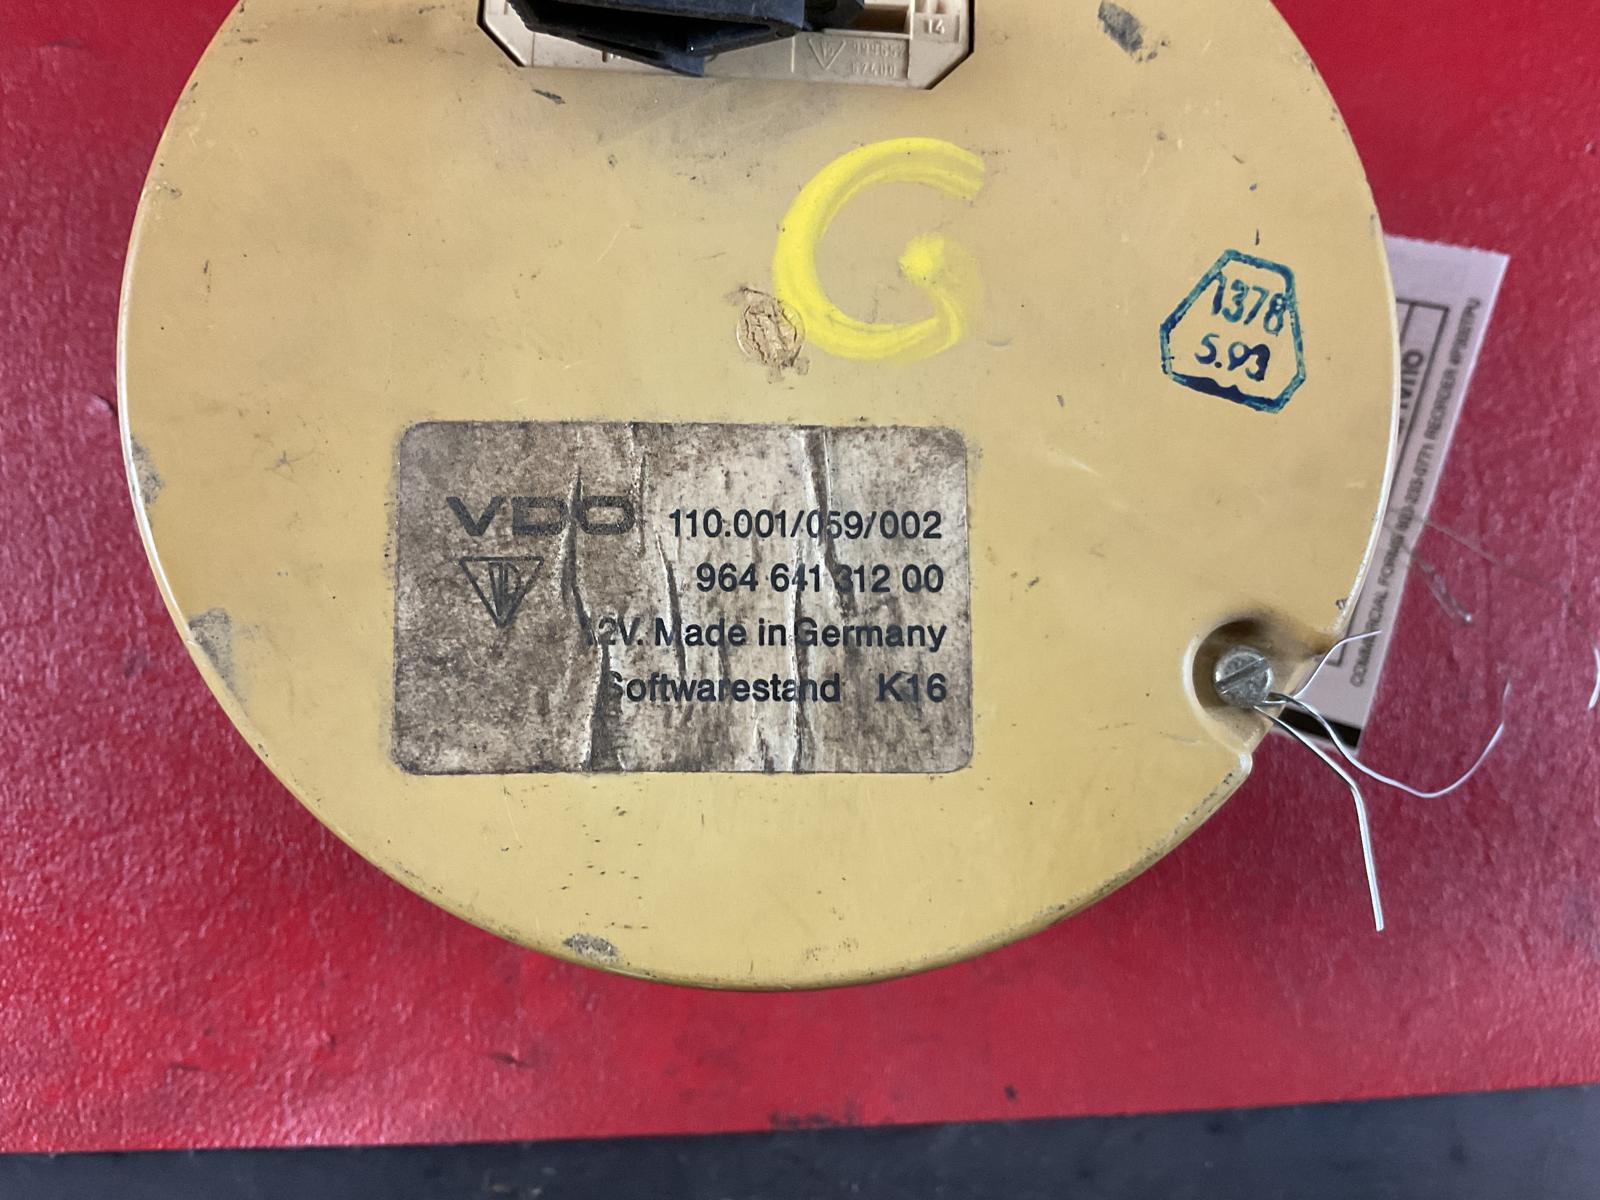 14
G
1378
5.93
VDO 110.001/059/002
964 641 312 00
12V. Made in Germany
Softwarestand K16